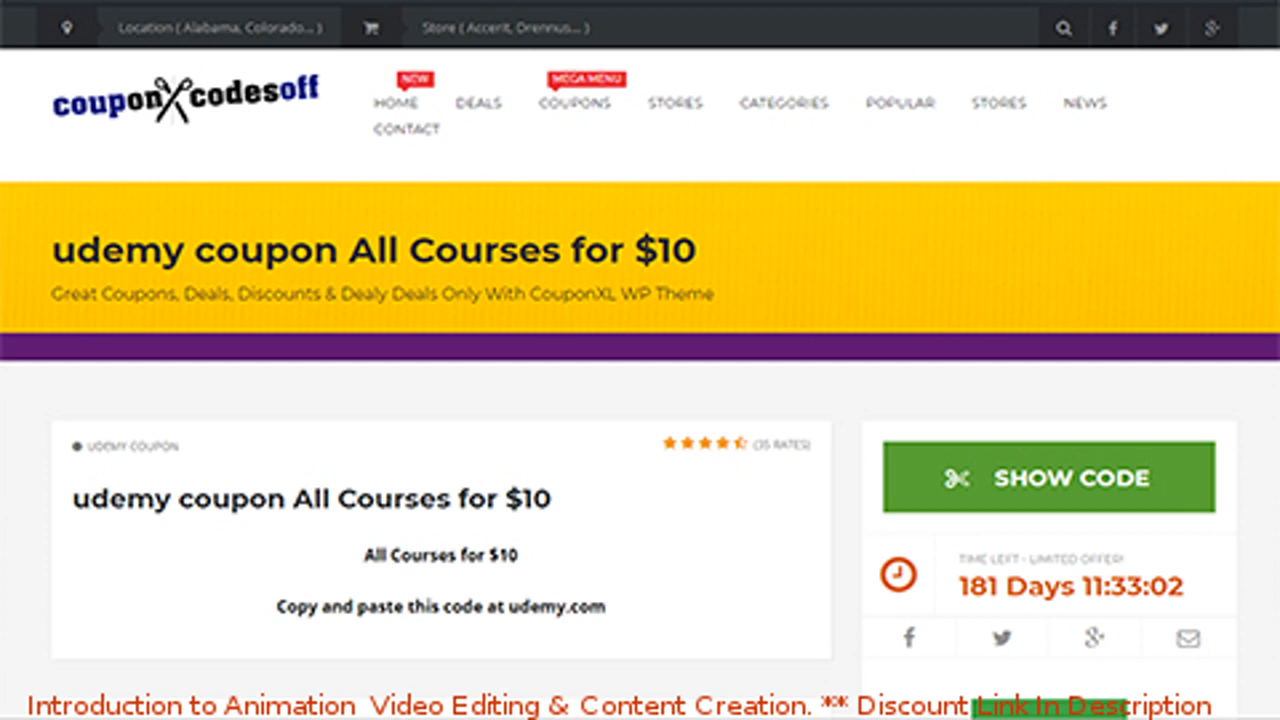 Location ( Alabama, Colorado... )
Store ( Accerit, Drennus... )
couponXcodesoff
NEW
MEGA MENU
HOME DEALS COUPONS STORES CATEGORIES POPULAR STORES NEWS
CONTACT
udemy coupon All Courses for $10
Great Coupons, Deals, Discounts & Dealy Deals Only With CouponXL WP Theme
UDEMY COUPON
(35 RATES)
udemy coupon All Courses for $10
All Courses for $10
Copy and paste this code at udemy.com
SHOW CODE
TIME LEFT - LIMITED OFFER!
181 Days 11:33:02
Introduction to Animation Video Editing & Content Creation. ** Discount Link In Description